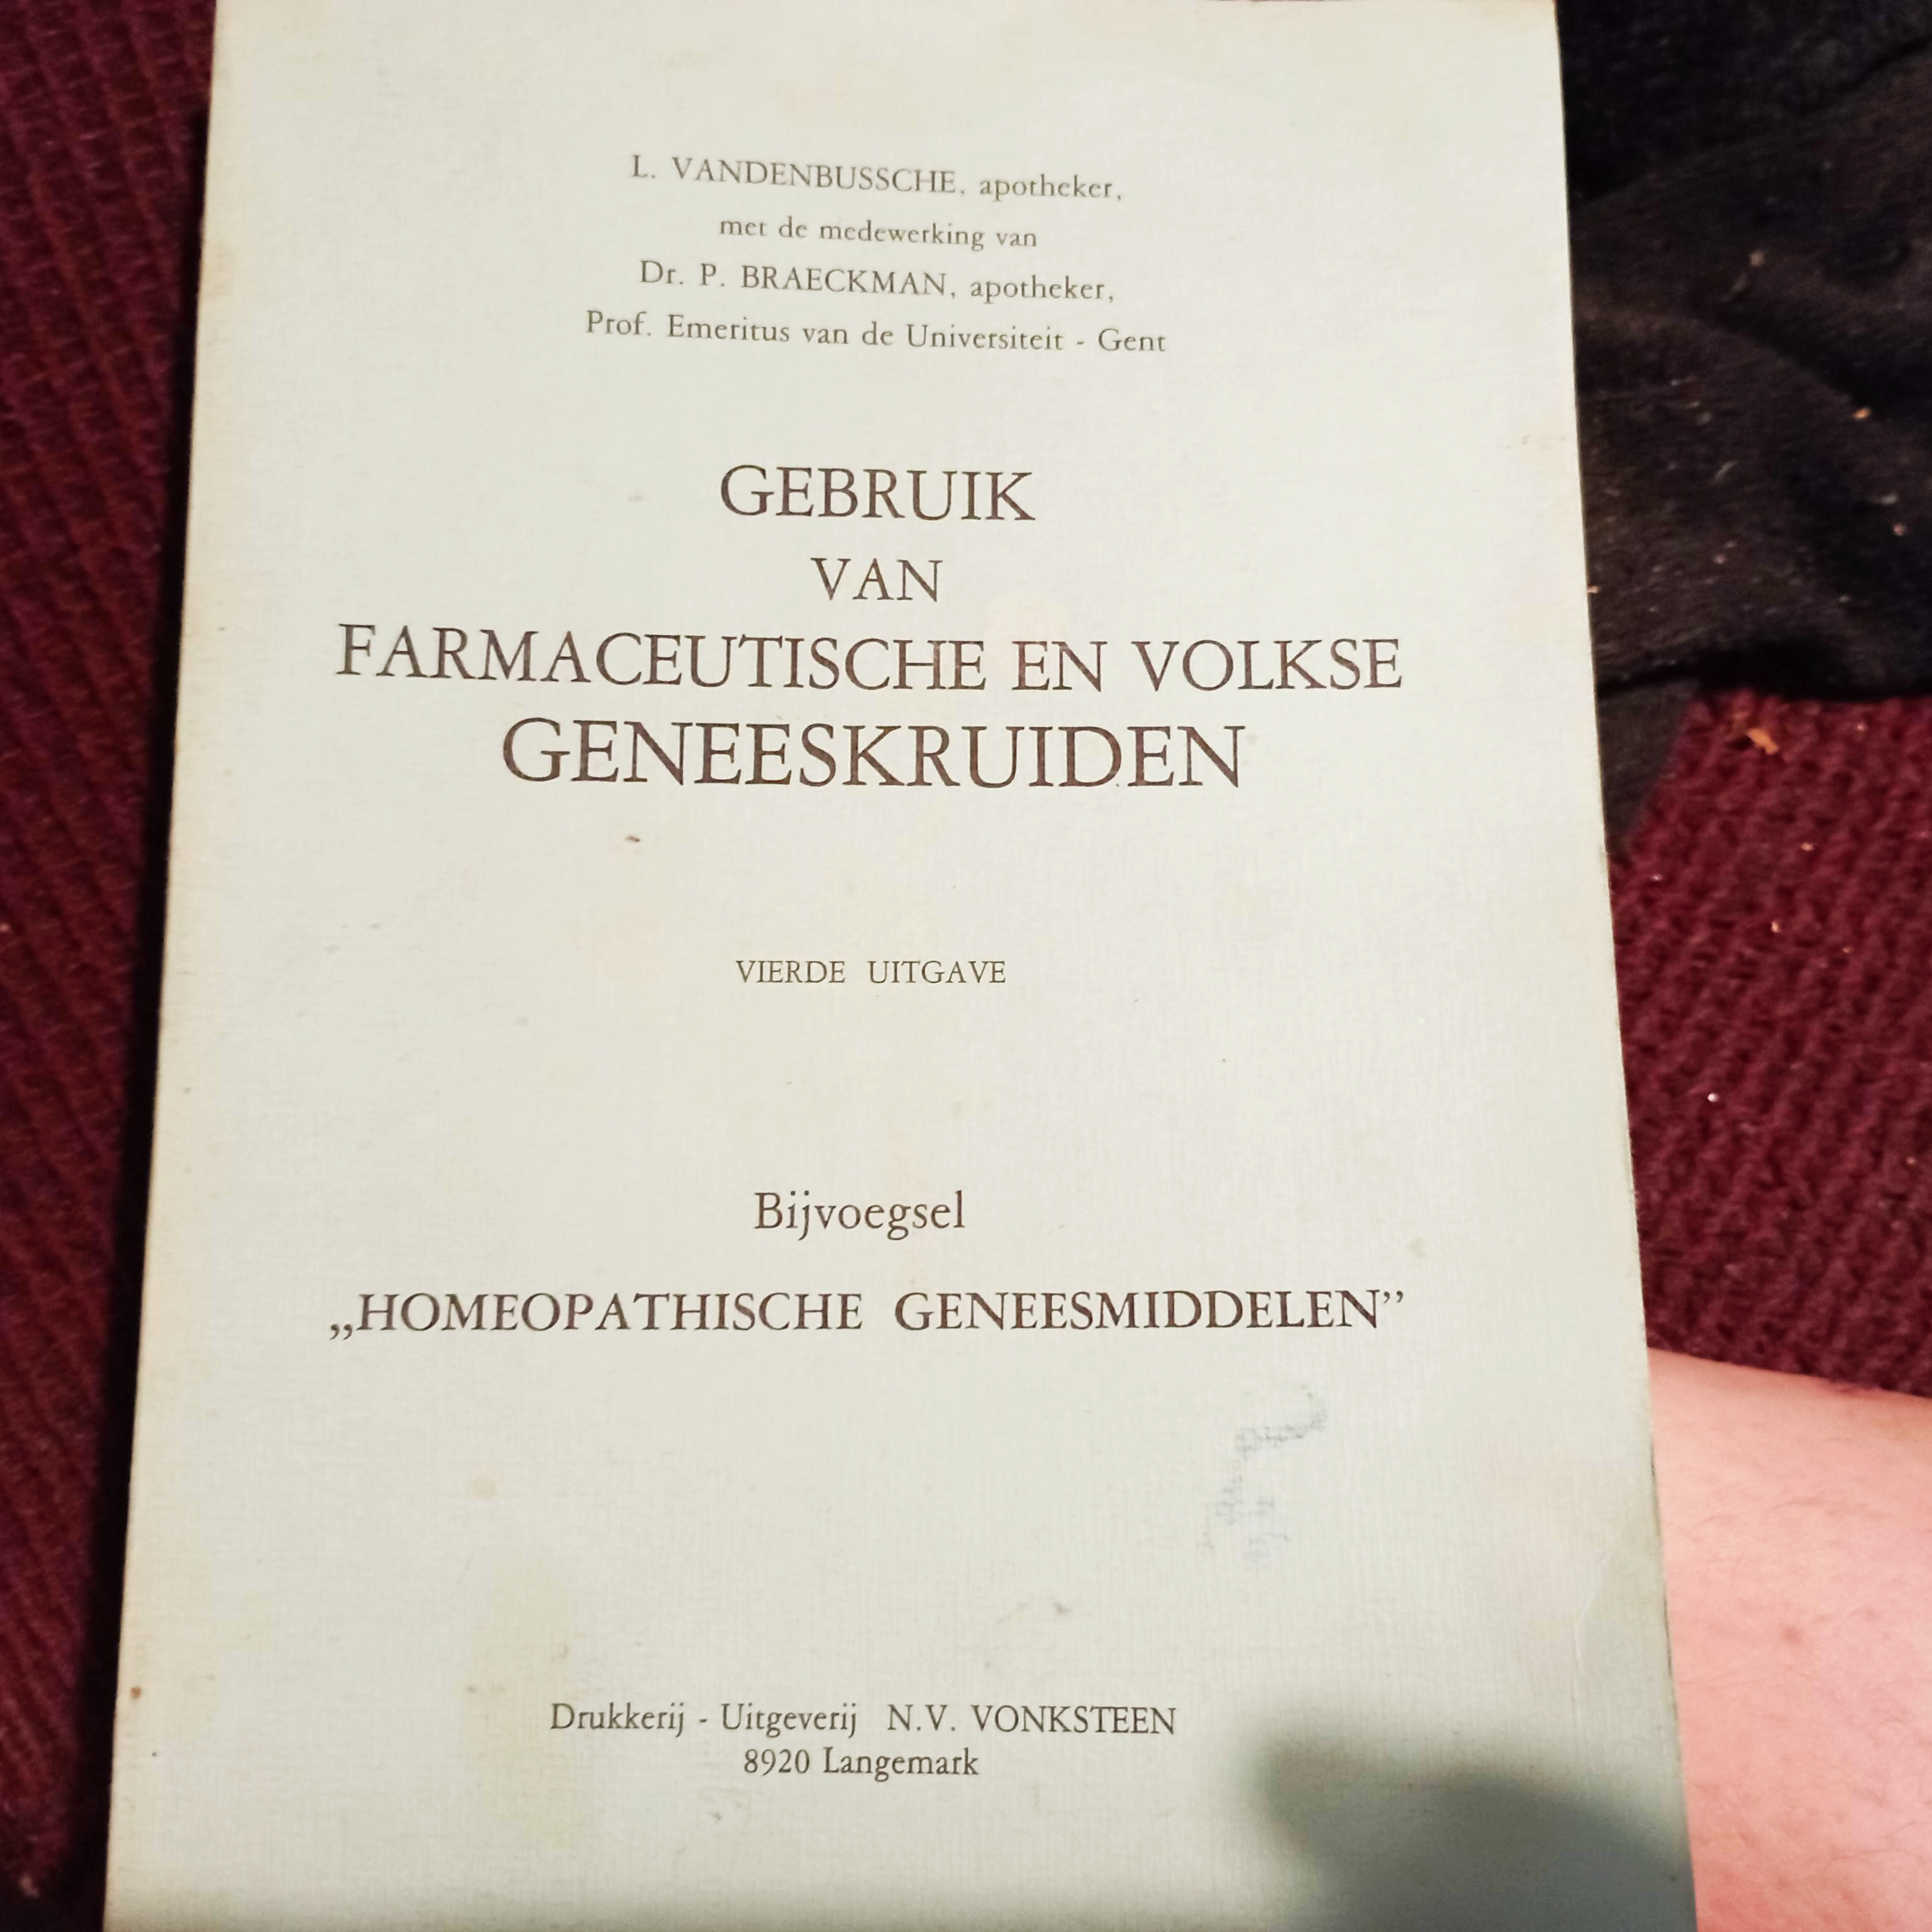 L. VANDENBUSSCHE, apotheker,
met de medewerking van
Dr. P. BRAECKMAN, apotheker,
Prof. Emeritus van de Universiteit - Gent
GEBRUIK
VAN
FARMACEUTISCHE EN VOLKSE
GENEESKRUIDEN
VIERDE UITGAVE
Bijvoegsel
„HOMEOPATHISCHE GENEESMIDDELEN”
Drukkerij - Uitgeverij N.V. VONKSTEEN
8920 Langemark